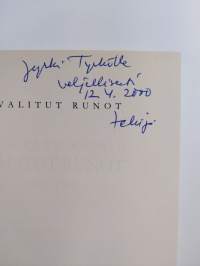 Jyrki Tyrkölle
veljellisesti
12.4.2000
tekijä
VALITUT RUNOT